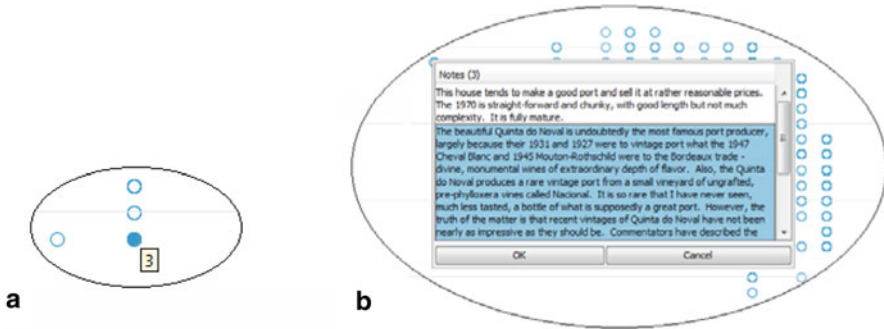 3
a
Notes (3)
This house tends to make a good port and sell it at rather reasonable prices.
The 1970 is straight-forward and chunky, with good length but not much
complexity. It is fully mature.
The beautiful Quinta do Noval is undoubtedly the most famous port producer,
largely because their 1931 and 1927 were to vintage port what the 1947
Cheval Blanc and 1945 Mouton-Rothschild were to the Bordeaux trade -
divine, monumental wines of extraordinary depth of flavor. Also, the Quinta
do Noval produces a rare vintage port from a small vineyard of ungrafted,
pre-phylloxera vines called Nacional. It is so rare that I have never seen,
much less tasted, a bottle of what is supposedly a great port. However, the
truth of the matter is that recent vintages of Quinta do Noval have not been
nearly as impressive as they should be. Commentators have described the
OK
Cancel
b